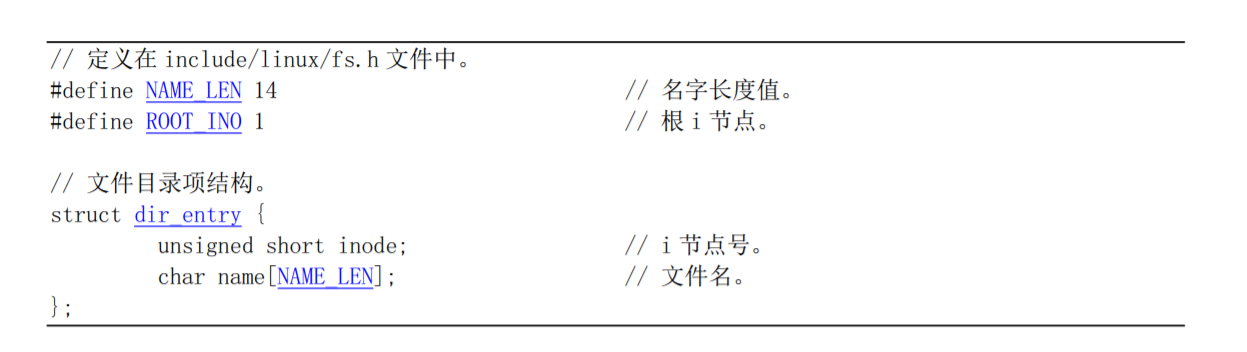 // 定义在 include/linux/fs.h 文件中。
#define NAME_LEN 14 // 名字长度值。
#define ROOT_INO 1 // 根 i 节点。
// 文件目录项结构。
struct dir_entry {
unsigned short inode; // i 节点号。
char name[NAME_LEN]; // 文件名。
};